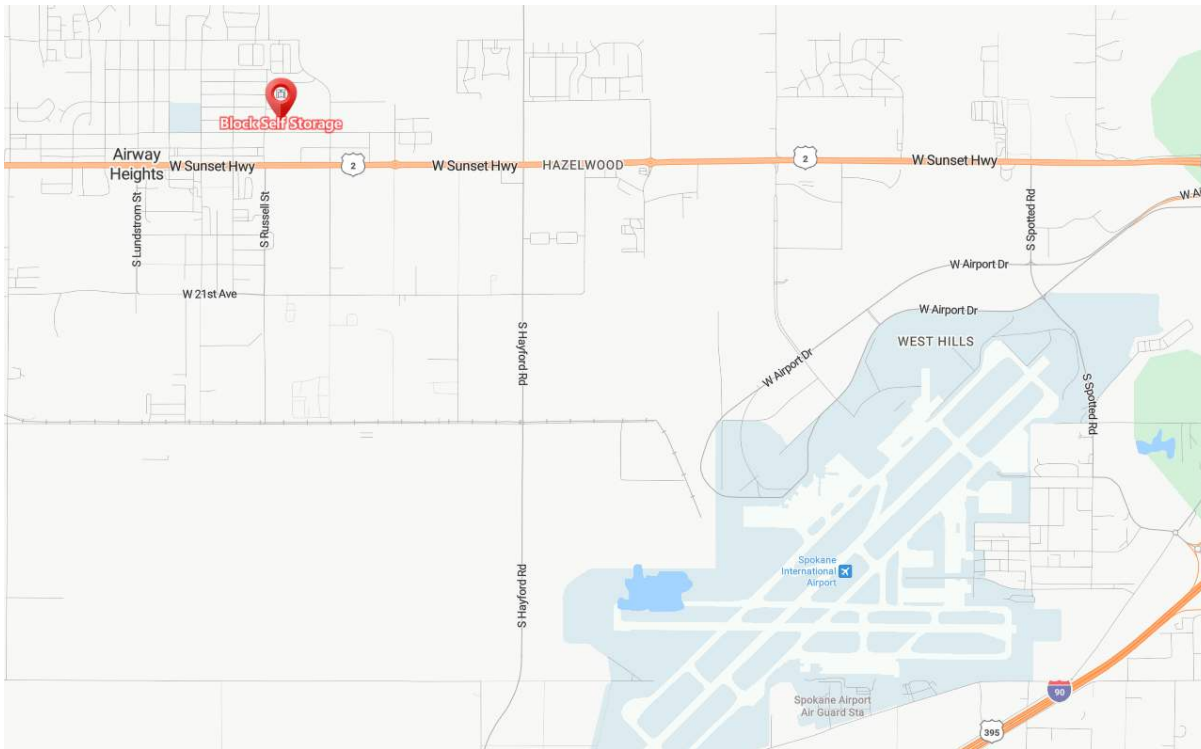 Block Self Storage
Airway
Heights
W Sunset Hwy
2
W Sunset Hwy
HAZELWOOD
2
W Sunset Hwy
W Al
S Lundstrom St
S Russell St
S Spotted Rd
W Airport Dr
W 21st Ave
W Airport Dr
S Hayford Rd
WEST HILLS
W Airport Dr
S Spotted Rd
Spokane
International
Airport
S Hayford Rd
90
Spokane Airport
Air Guard Sta
395